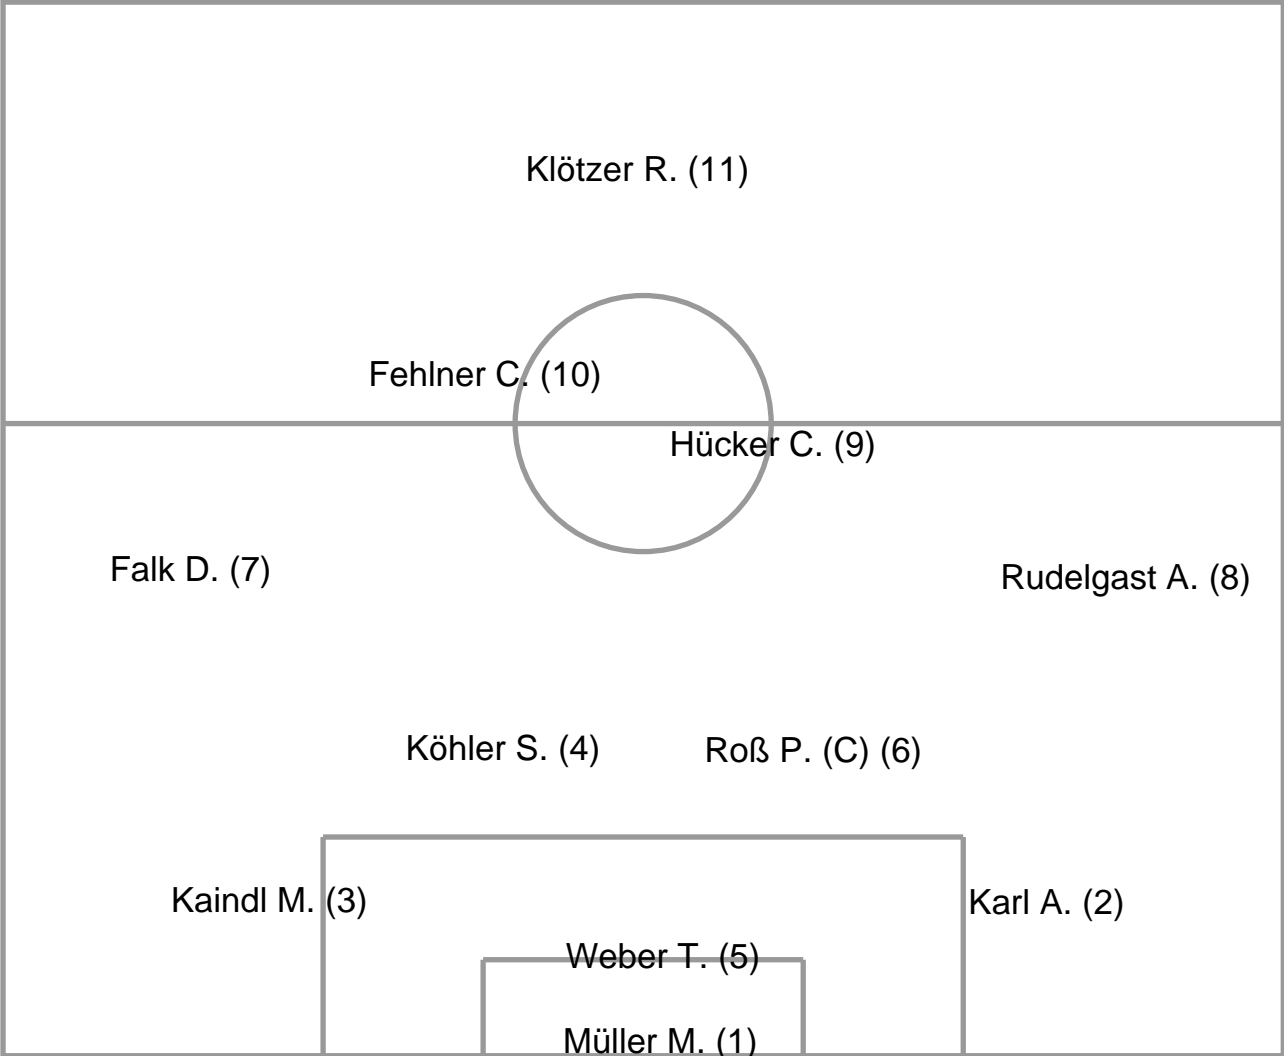 Klötzer R. (11)
Fehlner C. (10)
Hücker C. (9)
Falk D. (7)
Rudelgast A. (8)
Köhler S. (4)
Roß P. (C) (6)
Kaindl M. (3)
Karl A. (2)
Weber T. (5)
Müller M. (1)